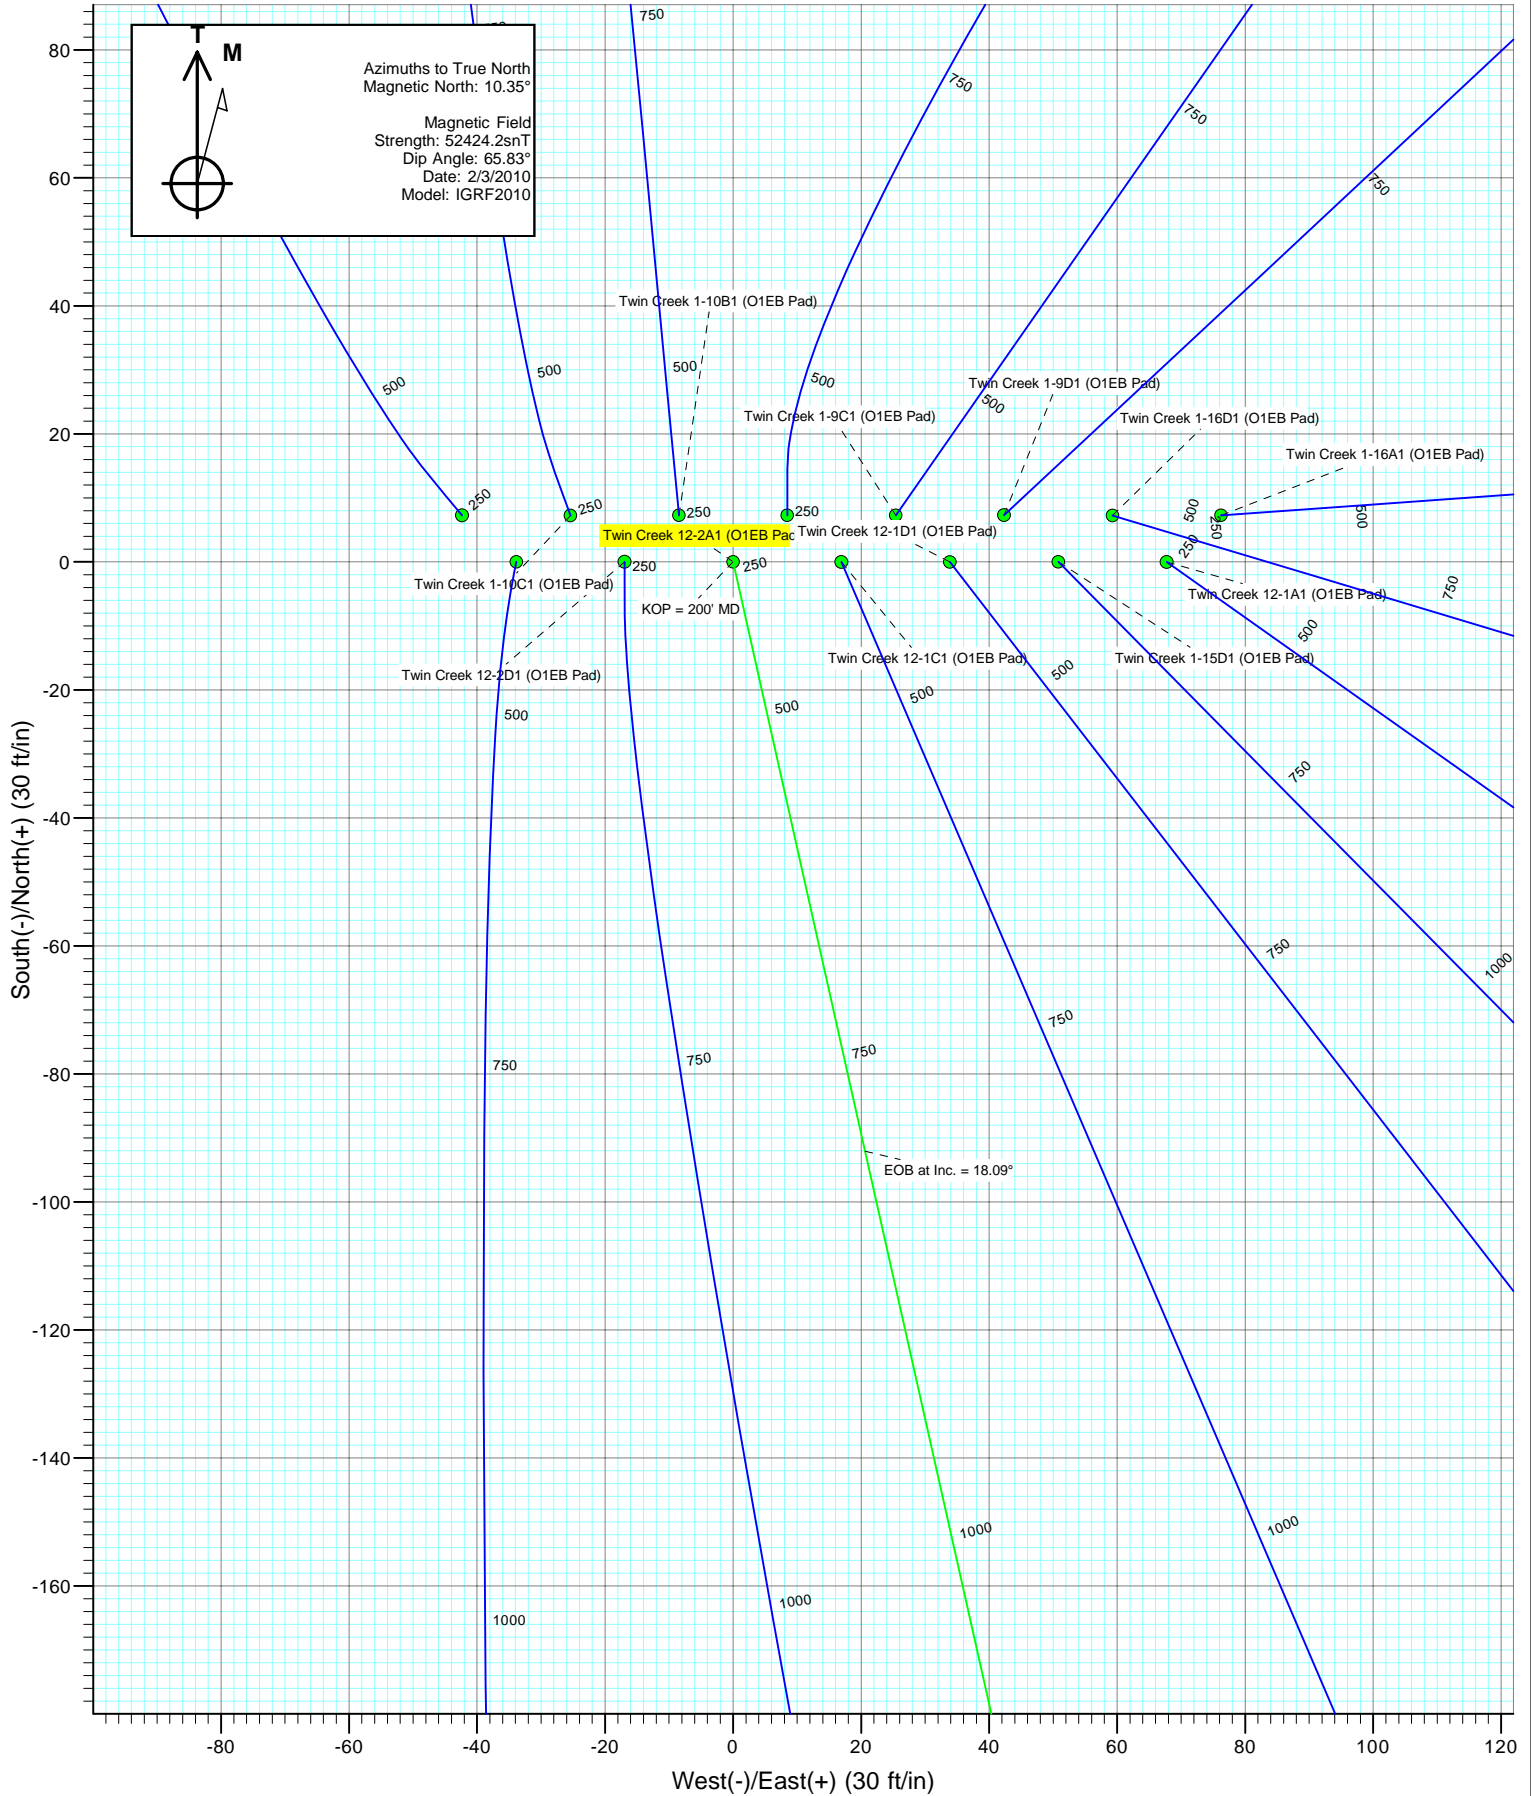 750
750
80
T
M
Azimuths to True North
Magnetic North: 10.35°
Magnetic Field
Strength: 52424.2snT
Dip Angle: 65.83°
Date: 2/3/2010
Model: IGRF2010
750
750
750
60
40
Twin Creek 1-10B1 (O1EB Pad)
500
500
500
500
500
Twin Creek 1-9D1 (O1EB Pad)
Twin Creek 1-9C1 (O1EB Pad)
Twin Creek 1-16D1 (O1EB Pad)
20
Twin Creek 1-16A1 (O1EB Pad)
250
250
250
250
500
250
500
Twin Creek 12-2A1 (O1EB Pad
Twin Creek 12-1D1 (O1EB Pad)
250
0
250
250
Twin Creek 1-10C1 (O1EB Pad)
750
Twin Creek 12-1A1 (O1EB Pad)
KOP = 200' MD
500
Twin Creek 12-2D1 (O1EB Pad)
Twin Creek 12-1C1 (O1EB Pad)
500
Twin Creek 1-15D1 (O1EB Pad)
-20
500
500
500
750
-40
South(-)/North(+) (30 ft/in)
-60
750
1000
750
750
750
750
-80
EOB at Inc. = 18.09°
-100
-120
-140
1000
1000
-160
1000
1000
-80
-60
-40
-20
0
20
40
60
80
100
120
West(-)/East(+) (30 ft/in)